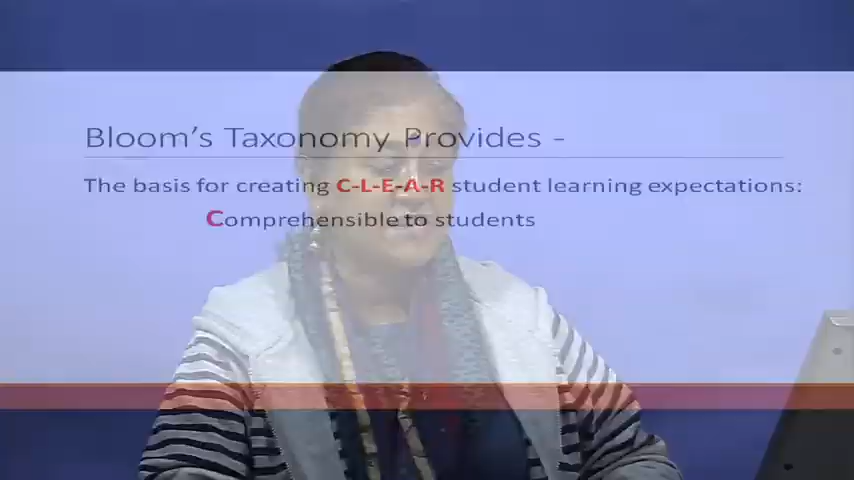 Bloom's Taxonomy Provides -
The basis for creating C-L-E-A-R student learning expectations:
Comprehensible to students